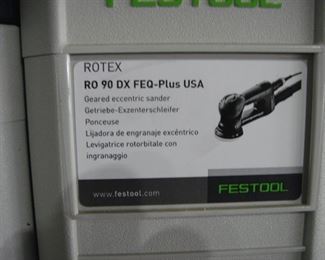 FESTOOL
ROTEX
RO 90 DX FEQ-Plus USA
Geared eccentric sander
Getriebe-Exzenterschleifer
Ponceuse
Lijadora de engranaje excéntrico
Levigatrice rotorbitale con
ingranaggio
www.festool.com
FESTOOL